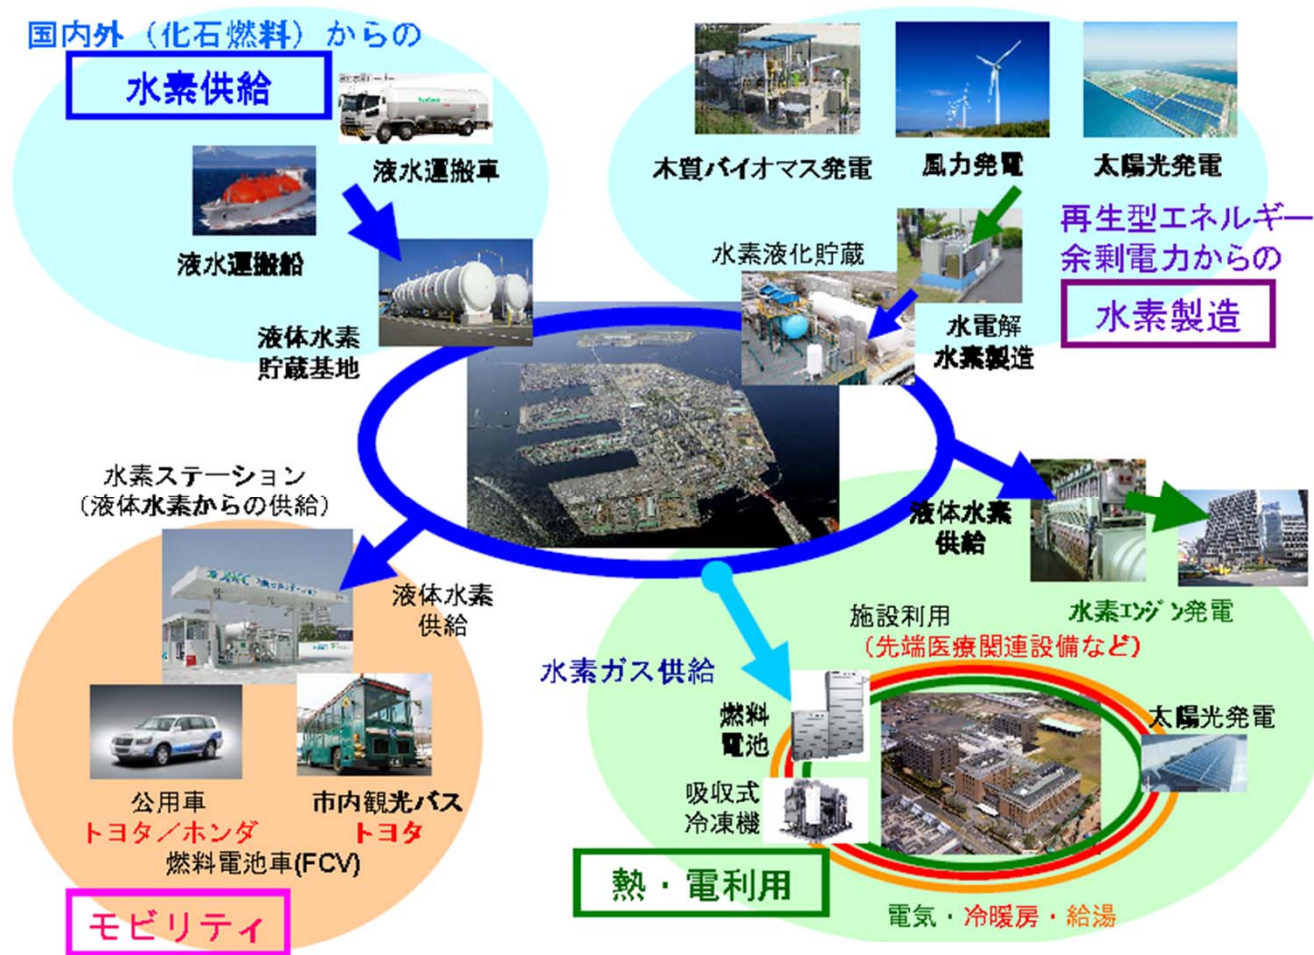 国内外（化石燃料）からの
水素供給
液水運搬車
液水運搬船
液体水素
貯蔵基地
木質バイオマス発電
風力発電
太陽光発電
再生型エネルギー
余剰電力からの
水素製造
水素液化貯蔵
水電解
水素製造
水素ステーション
（液体水素からの供給）
液体水素
供給
公用車
トヨタ／ホンダ
市内観光バス
トヨタ
燃料電池車(FCV)
モビリティ
液体水素
供給
水素エンジン発電
施設利用
（先端医療関連設備など）
水素ガス供給
燃料
電池
太陽光発電
吸収式
冷凍機
熱・電利用
電気・冷暖房・給湯